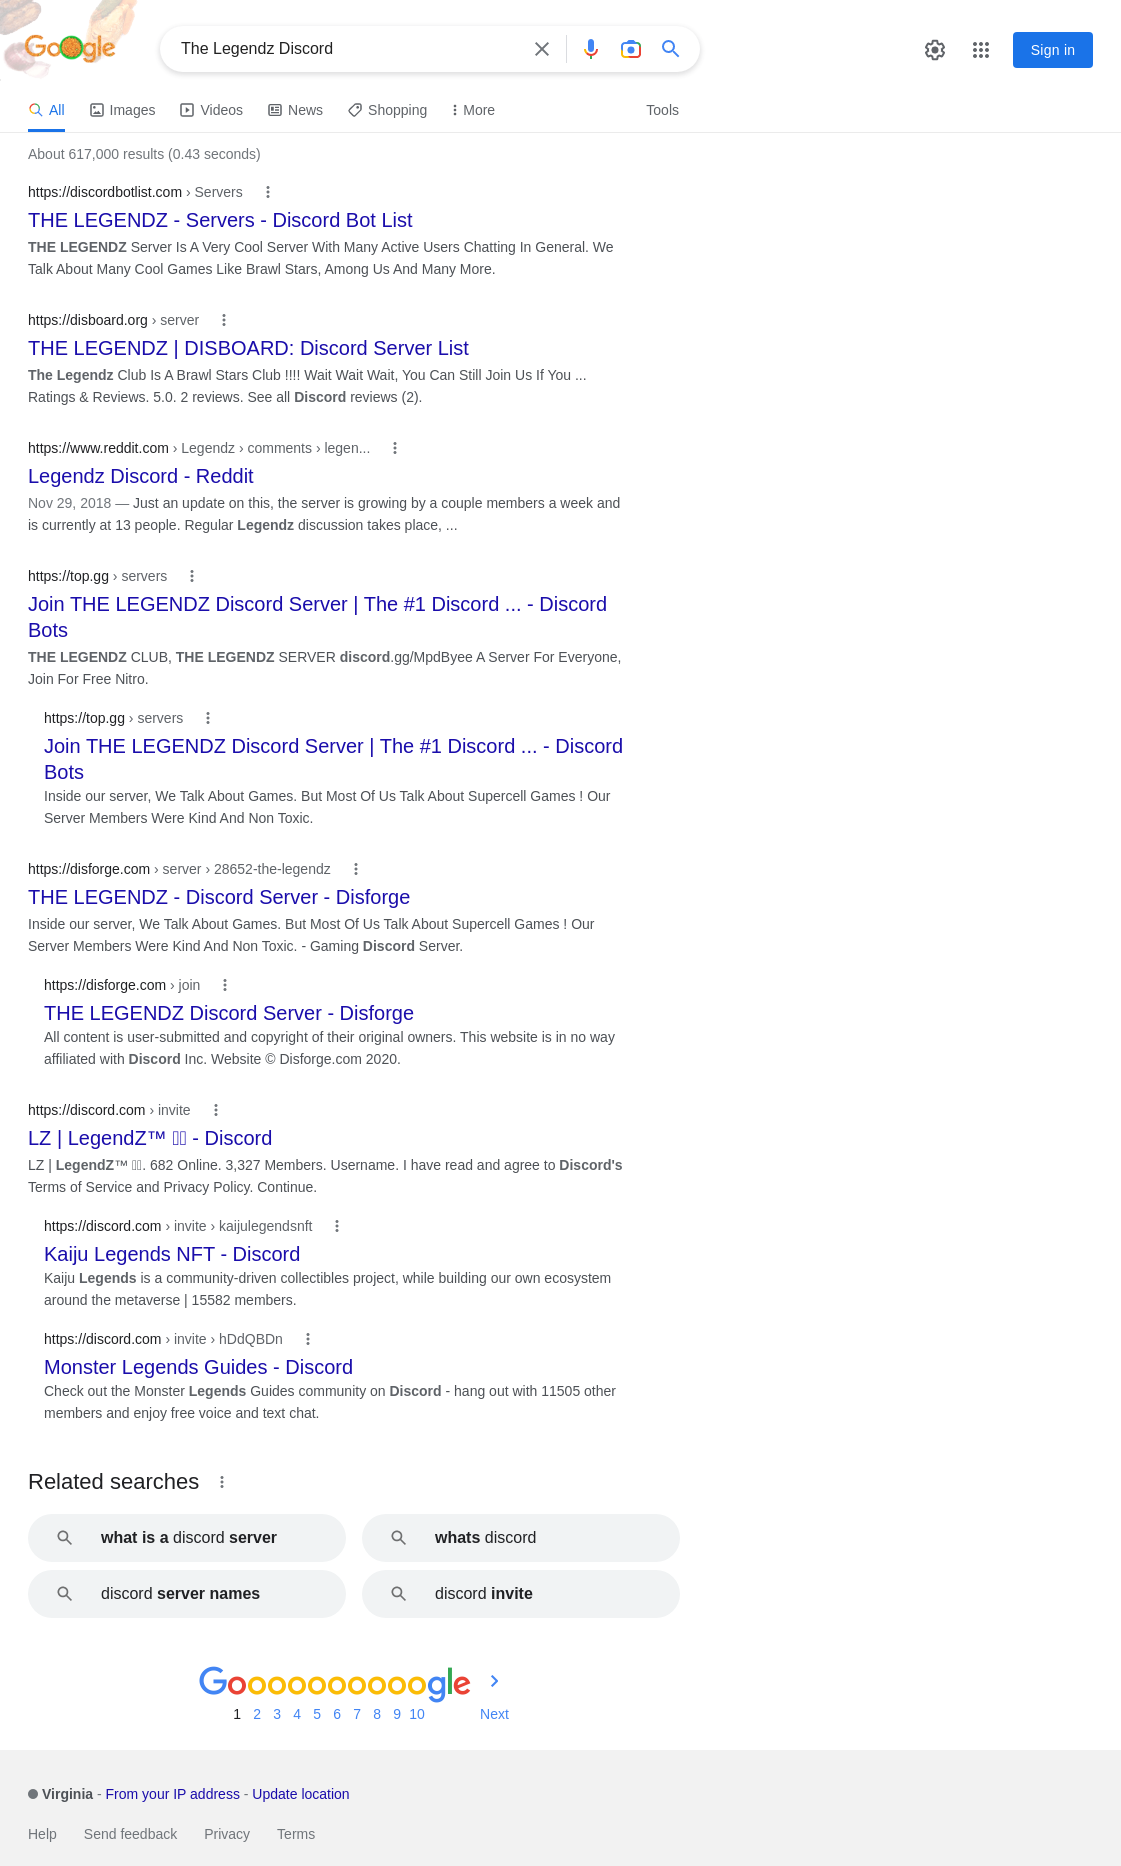 Google
The Legendz Discord
Sign in
All
Images
Videos
News
Shopping
More
Tools
About 617,000 results (0.43 seconds)
https://discordbotlist.com › Servers
THE LEGENDZ - Servers - Discord Bot List
THE LEGENDZ Server Is A Very Cool Server With Many Active Users Chatting In General. We
Talk About Many Cool Games Like Brawl Stars, Among Us And Many More.
https://disboard.org › server
THE LEGENDZ | DISBOARD: Discord Server List
The Legendz Club Is A Brawl Stars Club !!!! Wait Wait Wait, You Can Still Join Us If You ...
Ratings & Reviews. 5.0. 2 reviews. See all Discord reviews (2).
https://www.reddit.com › Legendz › comments › legen...
Legendz Discord - Reddit
Nov 29, 2018 — Just an update on this, the server is growing by a couple members a week and
is currently at 13 people. Regular Legendz discussion takes place, ...
https://top.gg › servers
Join THE LEGENDZ Discord Server | The #1 Discord ... - Discord
Bots
THE LEGENDZ CLUB, THE LEGENDZ SERVER discord.gg/MpdByee A Server For Everyone,
Join For Free Nitro.
https://top.gg › servers
Join THE LEGENDZ Discord Server | The #1 Discord ... - Discord
Bots
Inside our server, We Talk About Games. But Most Of Us Talk About Supercell Games ! Our
Server Members Were Kind And Non Toxic.
https://disforge.com › server › 28652-the-legendz
THE LEGENDZ - Discord Server - Disforge
Inside our server, We Talk About Games. But Most Of Us Talk About Supercell Games ! Our
Server Members Were Kind And Non Toxic. - Gaming Discord Server.
https://disforge.com › join
THE LEGENDZ Discord Server - Disforge
All content is user-submitted and copyright of their original owners. This website is in no way
affiliated with Discord Inc. Website © Disforge.com 2020.
https://discord.com › invite
LZ | LegendZ™ - Discord
LZ | LegendZ™ . 682 Online. 3,327 Members. Username. I have read and agree to Discord's
Terms of Service and Privacy Policy. Continue.
https://discord.com › invite › kaijulegendsnft
Kaiju Legends NFT - Discord
Kaiju Legends is a community-driven collectibles project, while building our own ecosystem
around the metaverse | 15582 members.
https://discord.com › invite › hDdQBDn
Monster Legends Guides - Discord
Check out the Monster Legends Guides community on Discord - hang out with 11505 other
members and enjoy free voice and text chat.
Related searches
what is a discord server
whats discord
discord server names
discord invite
Goooooooooogle
1 2 3 4 5 6 7 8 9 10 Next
Virginia - From your IP address - Update location
Help Send feedback Privacy Terms